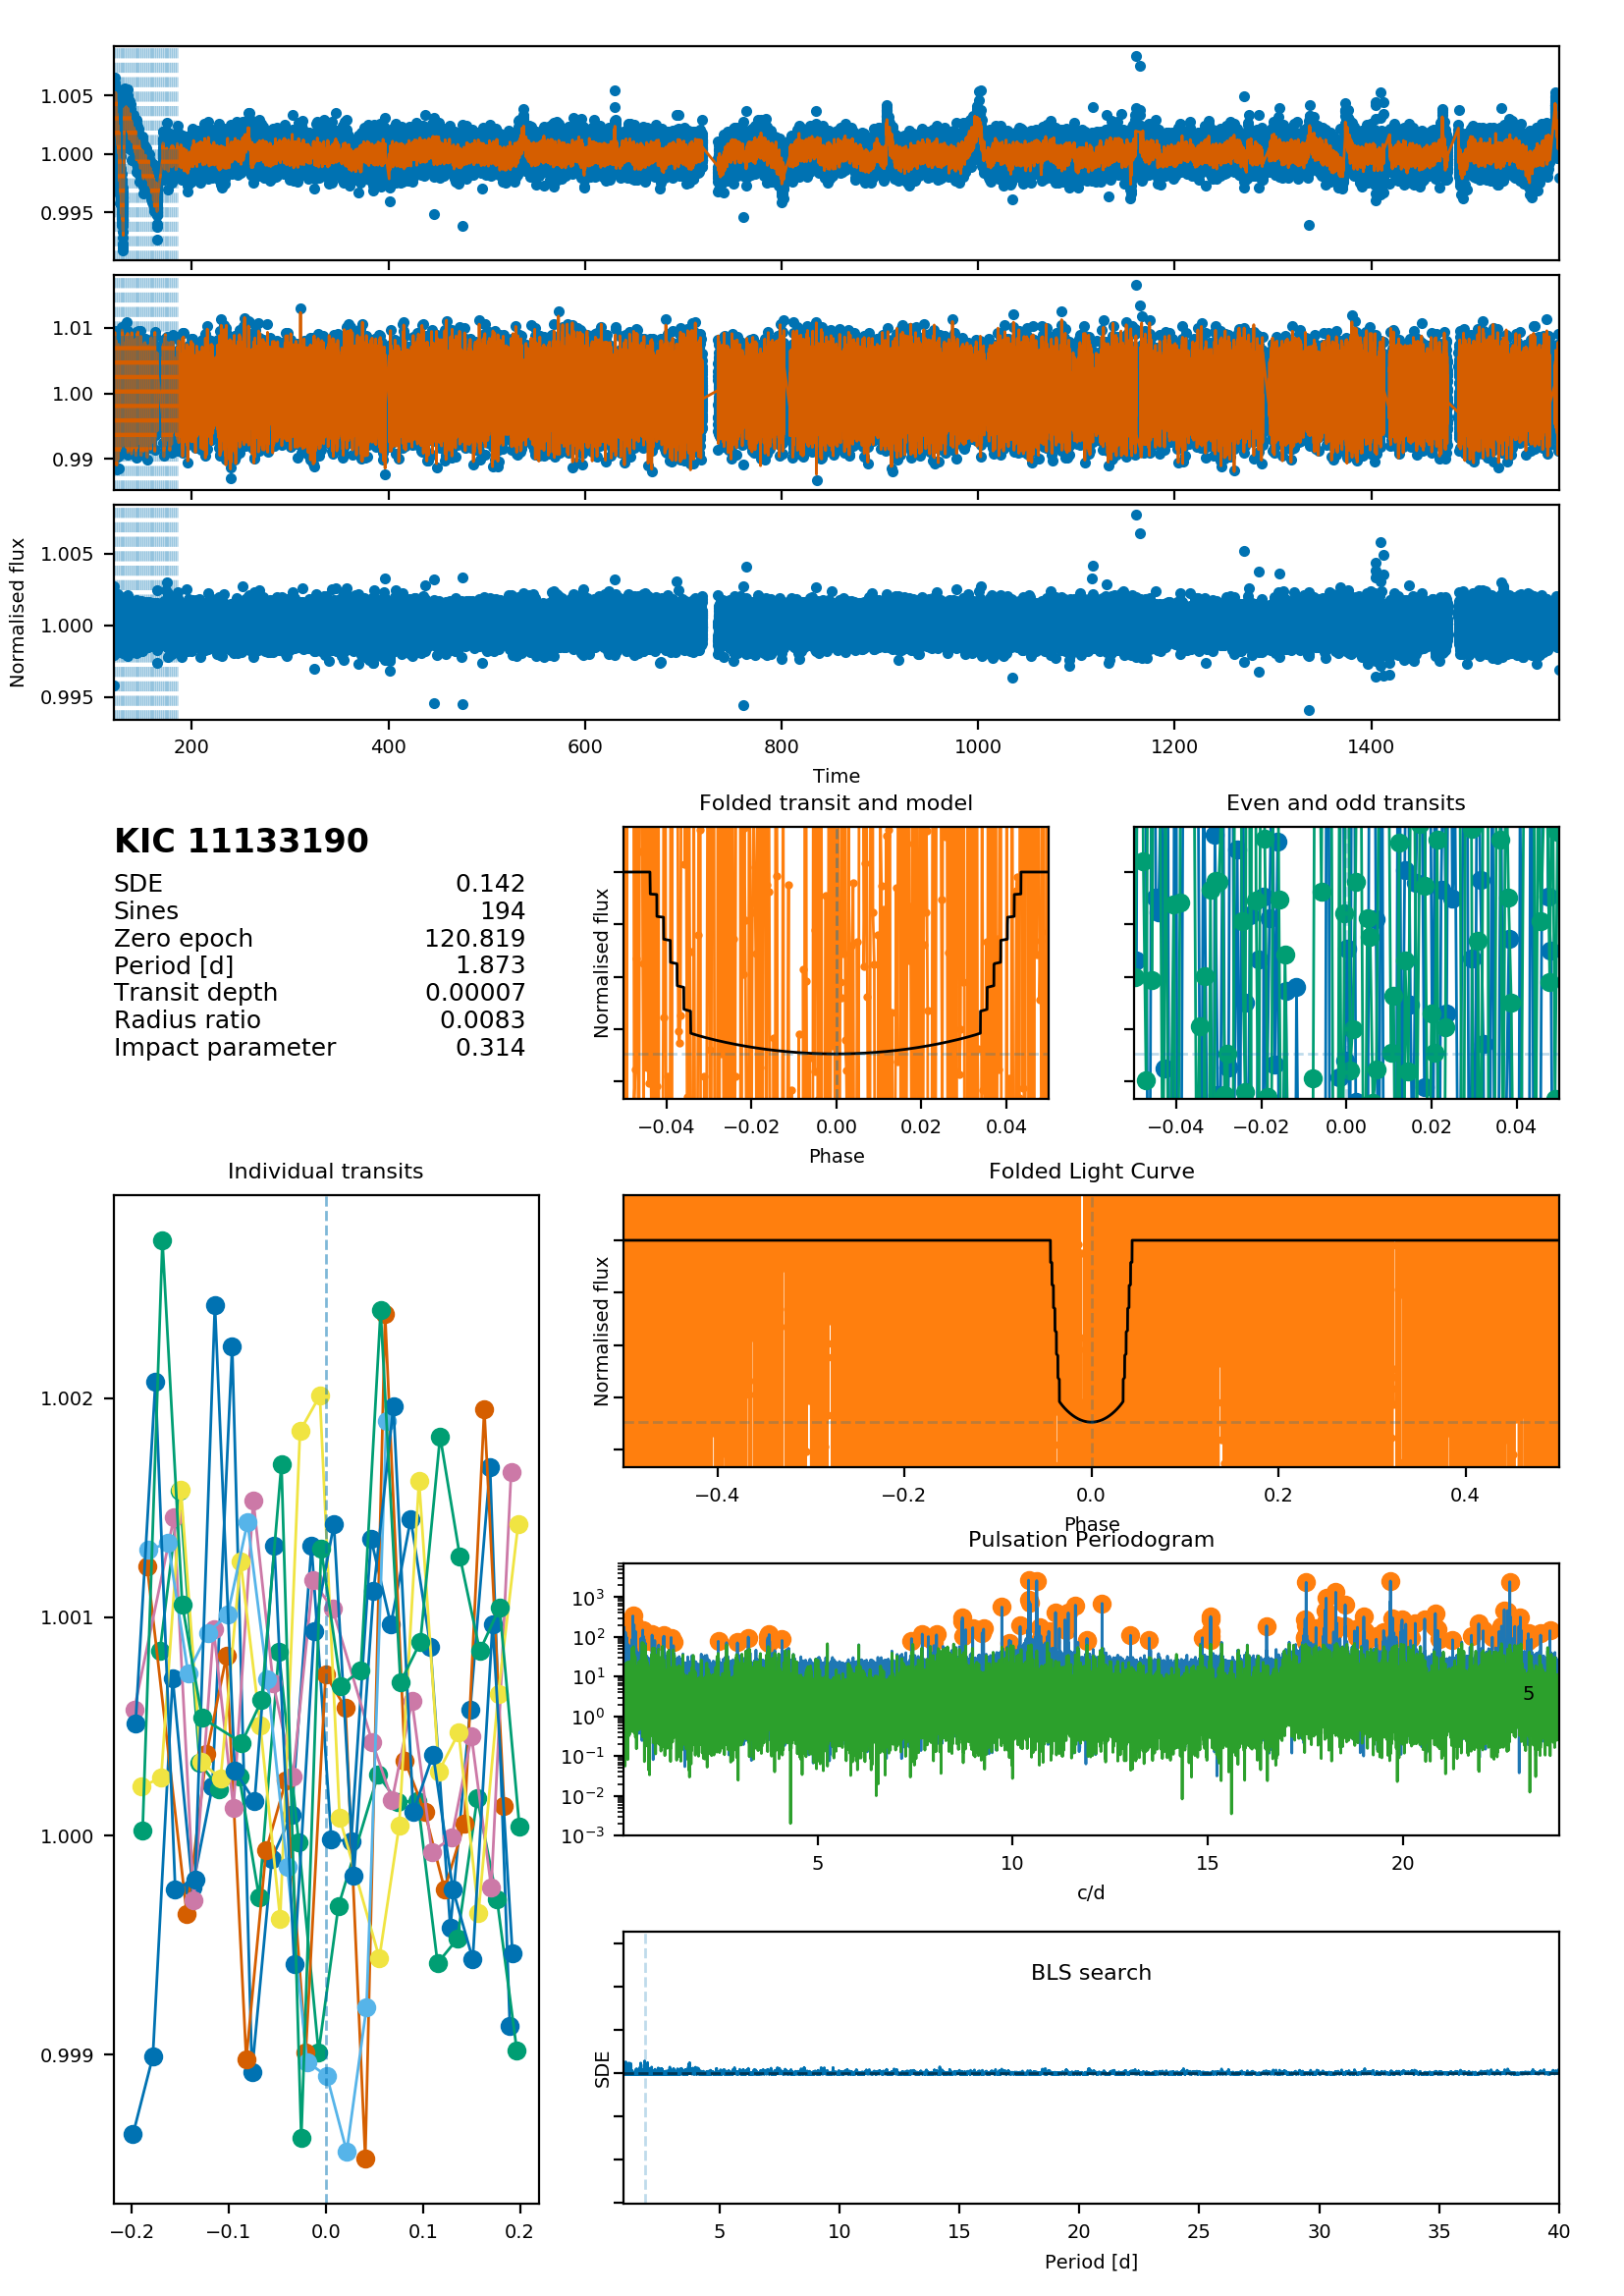 1.005
1.000
0.995
1.01
1.00
0.99
1.005
1.000
0.995
Normalised flux
200 400 600 800 1000 1200 1400
Time
KIC 11133190
SDE 0.142
Sines 194
Zero epoch 120.819
Period [d] 1.873
Transit depth 0.00007
Radius ratio 0.0083
Impact parameter 0.314
Folded transit and model
Normalised flux
−0.04 −0.02 0.00 0.02 0.04
Phase
Even and odd transits
−0.04 −0.02 0.00 0.02 0.04
Individual transits
1.002
1.001
1.000
0.999
−0.2 −0.1 0.0 0.1 0.2
Folded Light Curve
Normalised flux
−0.4 −0.2 0.0 0.2 0.4
Phase
Pulsation Periodogram
10³
10²
10¹
10⁰
10⁻¹
10⁻²
10⁻³
5
5 10 15 20
c/d
BLS search
SDE
5 10 15 20 25 30 35 40
Period [d]